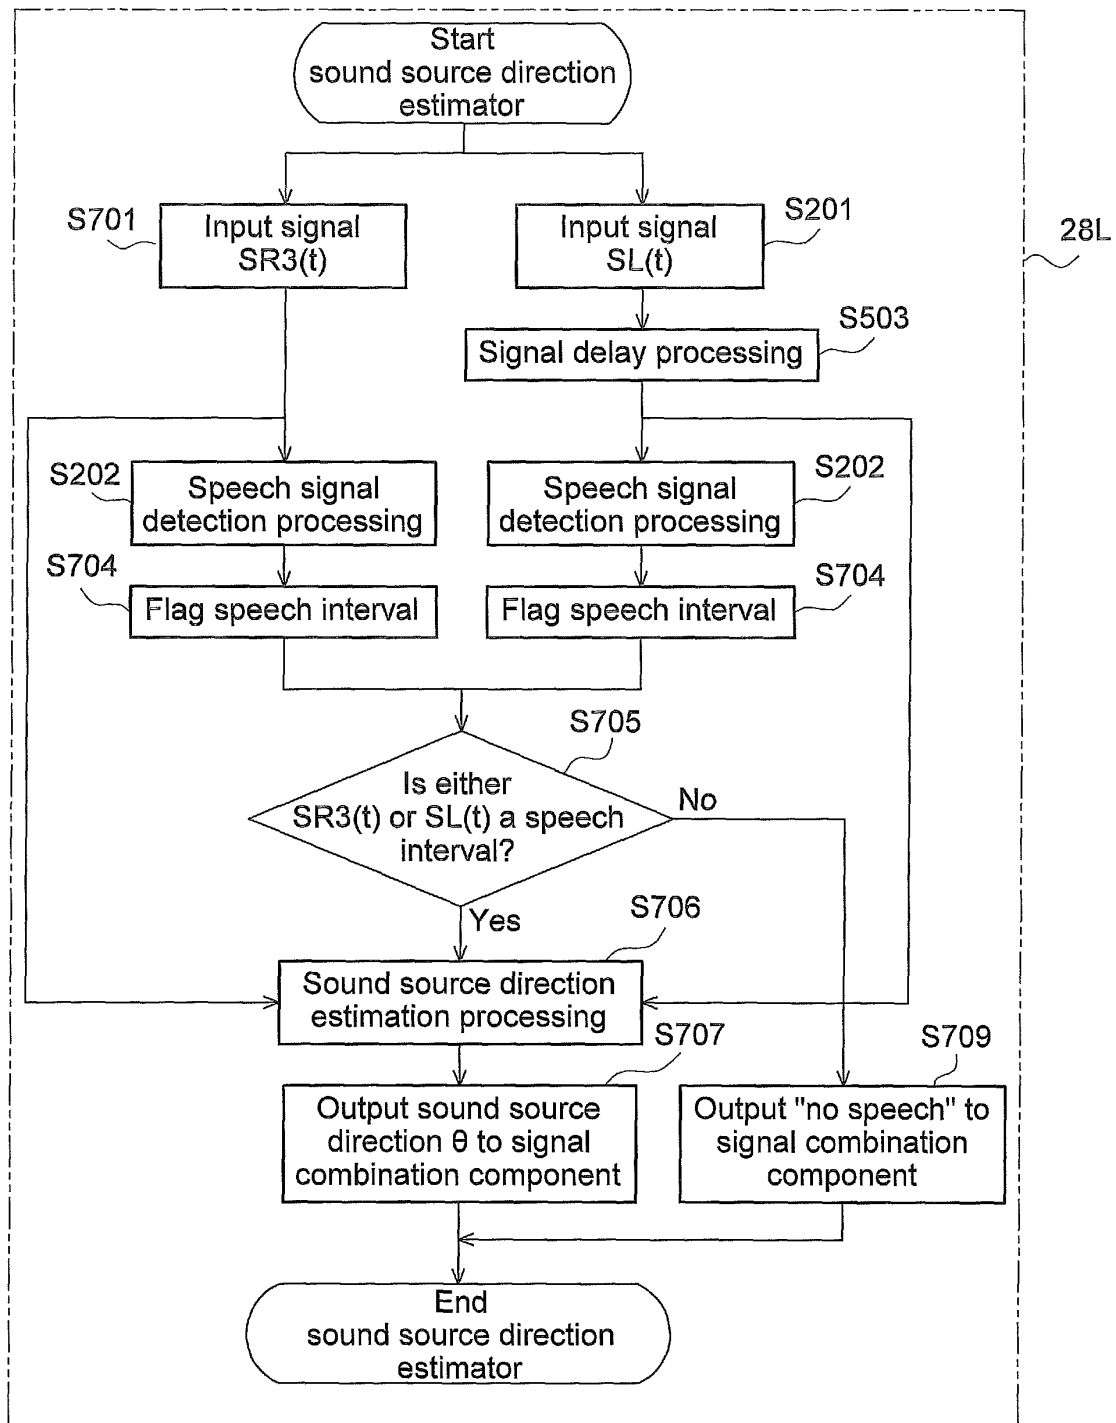 Start
sound source direction
estimator
S701
Input signal
SR3(t)
S201
Input signal
SL(t)
28L
S503
Signal delay processing
S202
Speech signal
detection processing
S202
Speech signal
detection processing
S704
Flag speech interval
S704
Flag speech interval
S705
Is either
SR3(t) or SL(t) a speech
interval?
No
Yes
S706
Sound source direction
estimation processing
S707
Output sound source
direction θ to signal
combination component
S709
Output "no speech" to
signal combination
component
End
sound source direction
estimator